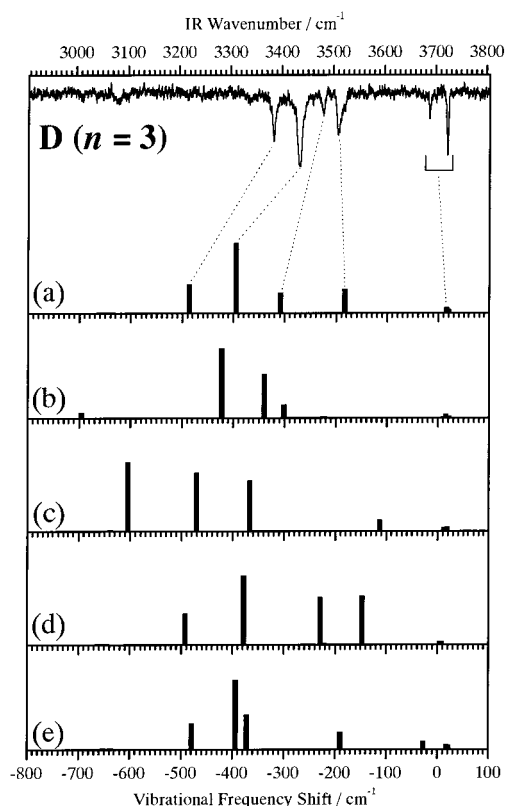 IR Wavenumber / cm⁻¹
3000 3100 3200 3300 3400 3500 3600 3700 3800
D (n = 3)
(a)
(b)
(c)
(d)
(e)
-800 -700 -600 -500 -400 -300 -200 -100 0 100
Vibrational Frequency Shift / cm⁻¹